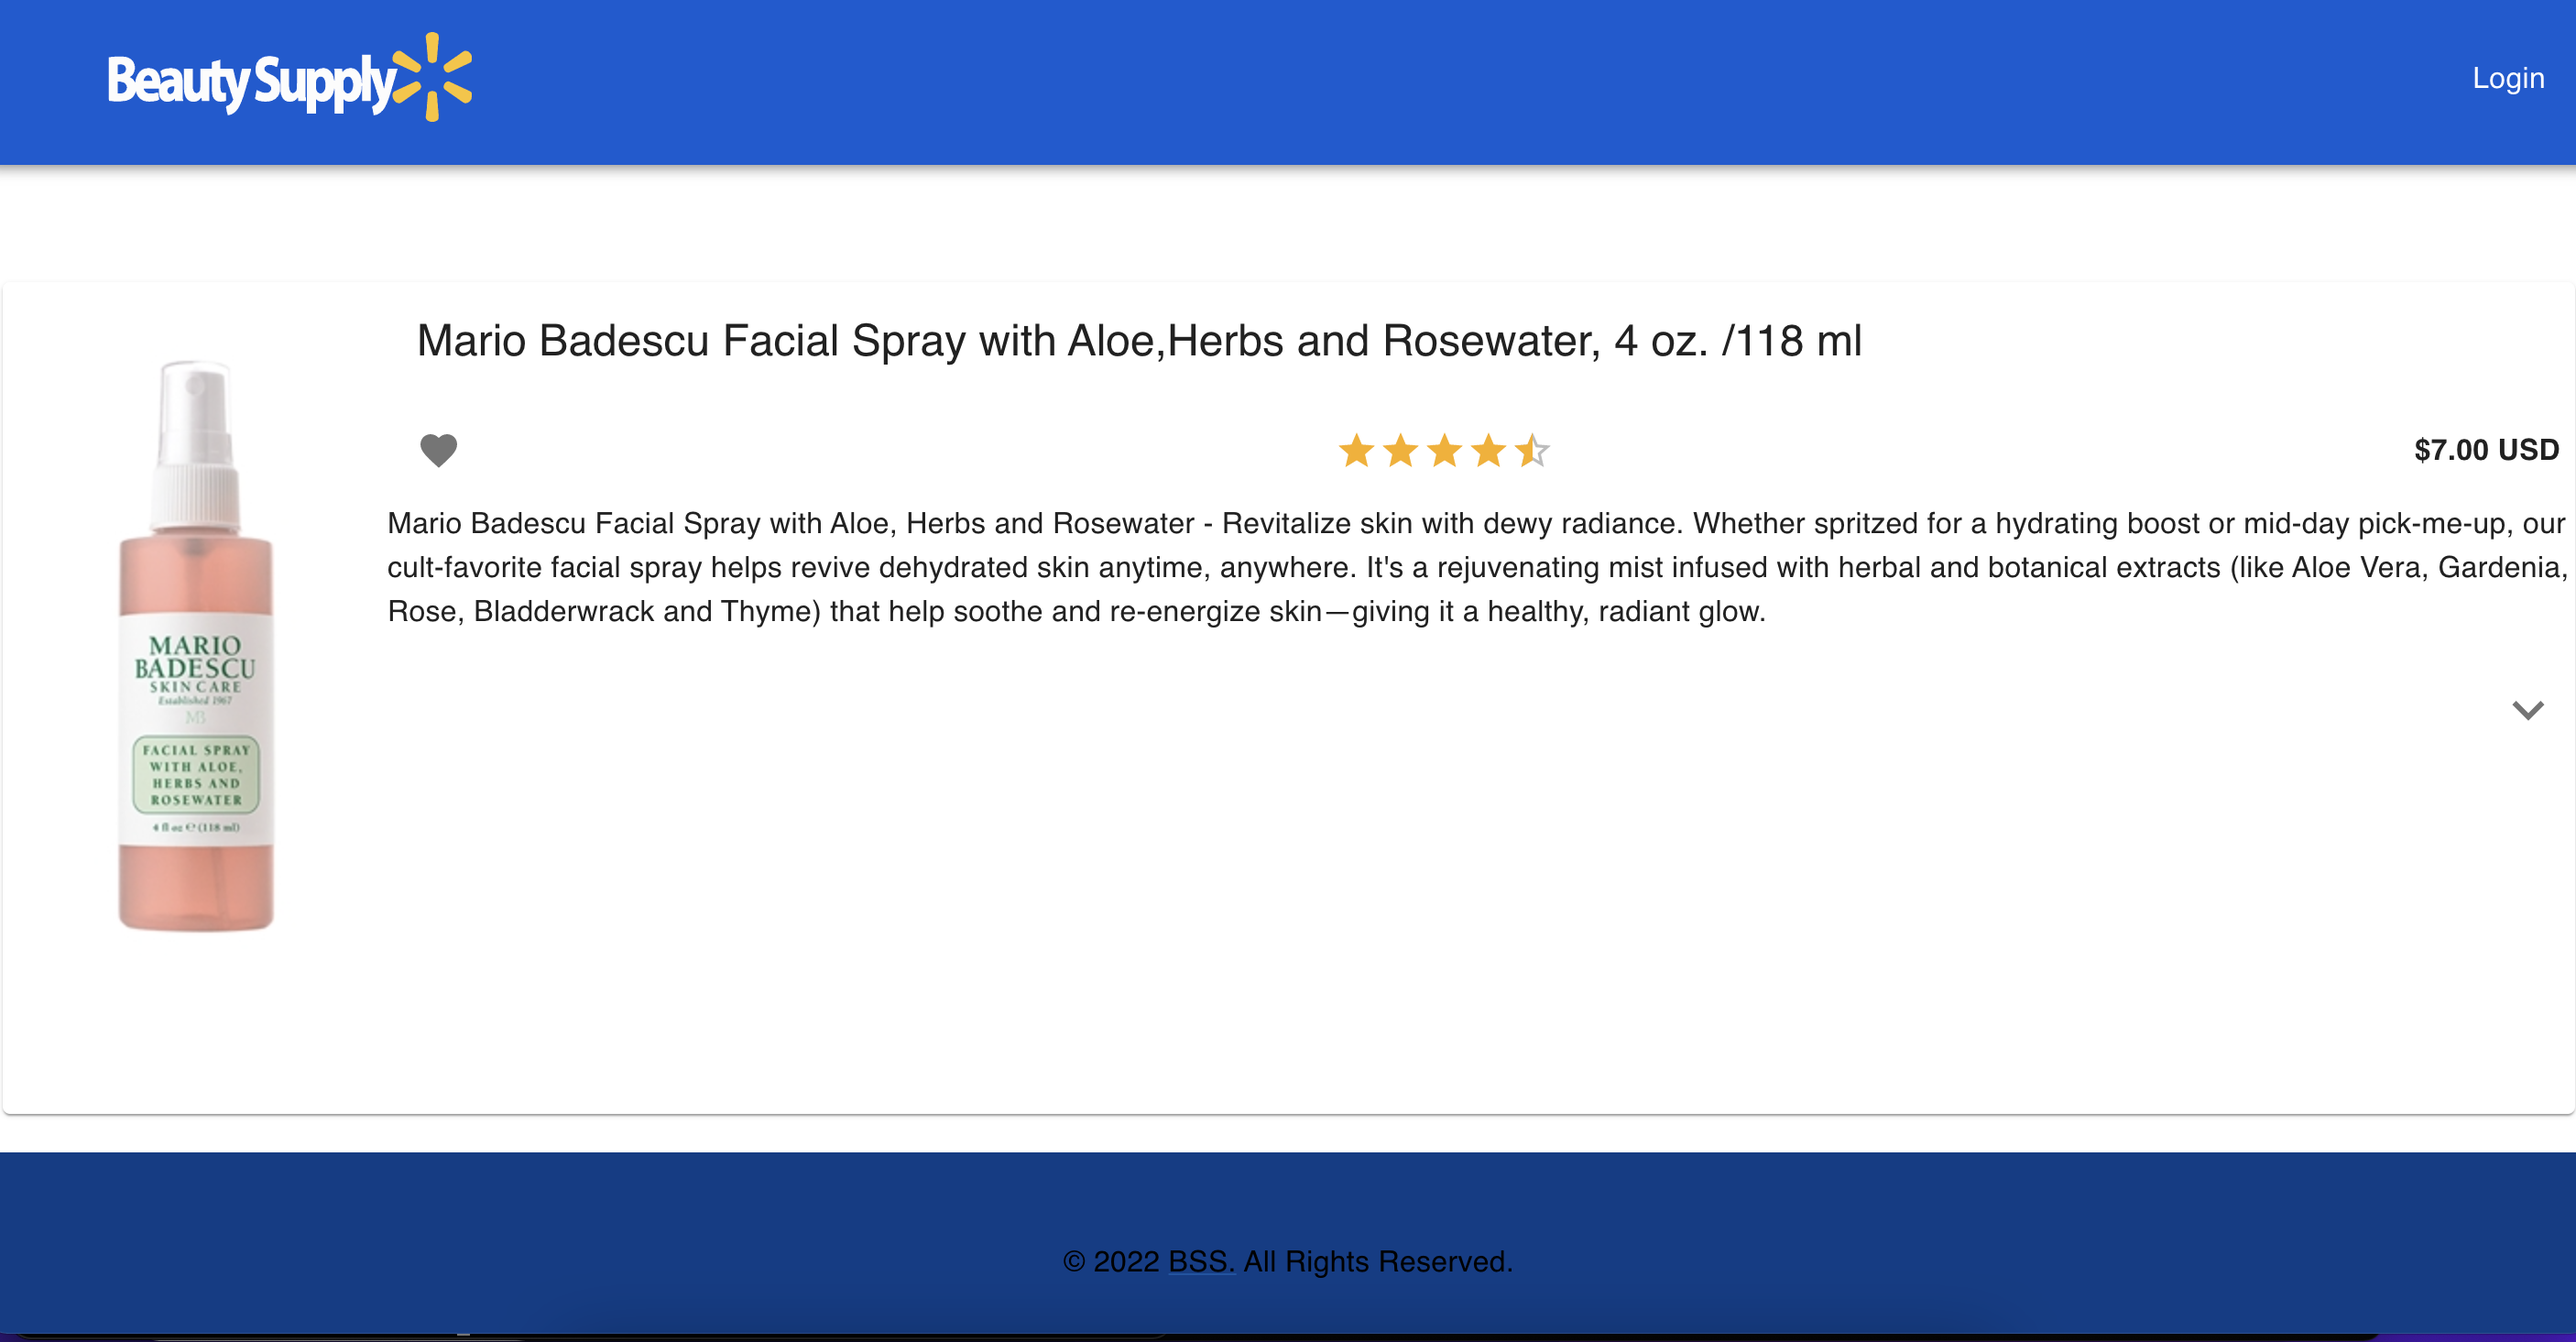 Beauty Supply
Login
Mario Badescu Facial Spray with Aloe,Herbs and Rosewater, 4 oz. /118 ml
$7.00 USD
Mario Badescu Facial Spray with Aloe, Herbs and Rosewater - Revitalize skin with dewy radiance. Whether spritzed for a hydrating boost or mid-day pick-me-up, our
cult-favorite facial spray helps revive dehydrated skin anytime, anywhere. It's a rejuvenating mist infused with herbal and botanical extracts (like Aloe Vera, Gardenia,
Rose, Bladderwrack and Thyme) that help soothe and re-energize skin—giving it a healthy, radiant glow.
MARIO
BADESCU
SKIN CARE
Established 1967
MB
FACIAL SPRAY
WITH ALOE,
HERBS AND
ROSEWATER
4 fl oz ℮ (118 ml)
© 2022 BSS. All Rights Reserved.